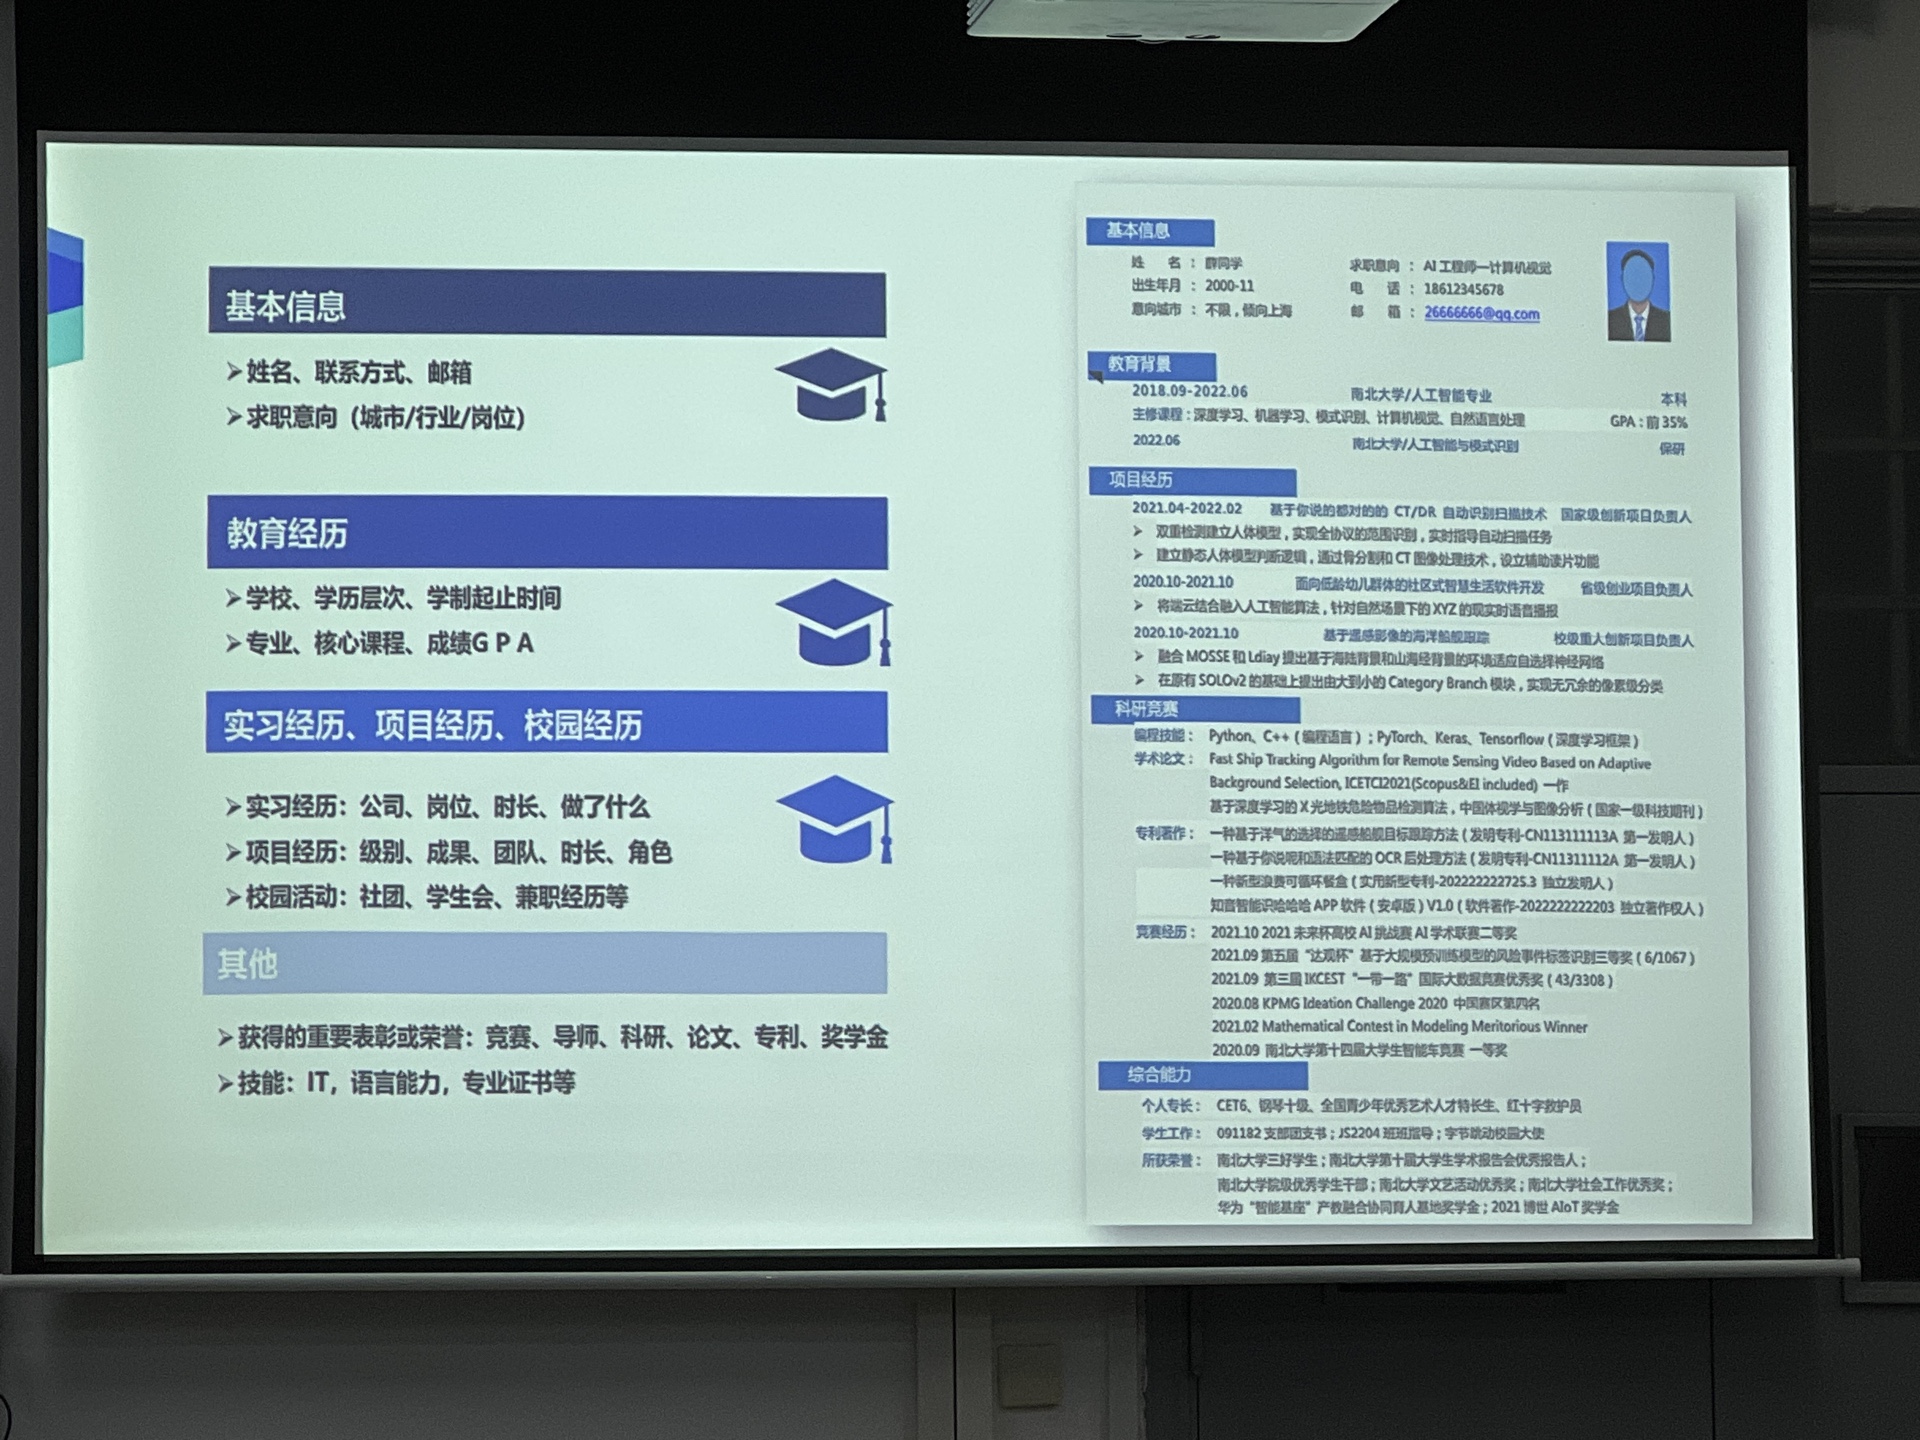 基本信息
➢姓名、联系方式、邮箱
➢求职意向（城市/行业/岗位）
教育经历
➢学校、学历层次、学制起止时间
➢专业、核心课程、成绩G P A
实习经历、项目经历、校园经历
➢实习经历：公司、岗位、时长、做了什么
➢项目经历：级别、成果、团队、时长、角色
➢校园活动：社团、学生会、兼职经历等
其他
➢获得的重要表彰或荣誉：竞赛、导师、科研、论文、专利、奖学金
➢技能：IT，语言能力，专业证书等
基本信息
姓 名 ： 薛同学 求职意向 ： AI 工程师—计算机视觉
出生年月 ： 2000-11 电 话 ： 18612345678
意向城市 ： 不限，倾向上海 邮 箱 ： 26666666@qq.com
教育背景
2018.09-2022.06 南北大学/人工智能专业 本科
主修课程：深度学习、机器学习、模式识别、计算机视觉、自然语言处理 GPA：前 35%
2022.06 南北大学/人工智能与模式识别 保研
项目经历
2021.04-2022.02 基于你说的都对的的 CT/DR 自动识别扫描技术 国家级创新项目负责人
➢ 双重检测建立人体模型，实现全协议的范围识别，实时指导自动扫描任务
➢ 建立静态人体模型判断逻辑，通过骨分割和 CT 图像处理技术，设立辅助读片功能
2020.10-2021.10 面向低龄幼儿群体的社区式智慧生活软件开发 省级创业项目负责人
➢ 将端云结合融入人工智能算法，针对自然场景下的 XYZ 的现实时语音播报
2020.10-2021.10 基于遥感影像的海洋船舰跟踪 校级重大创新项目负责人
➢ 融合 MOSSE 和 Ldiay 提出基于海陆背景和山海经背景的环境适应自选择神经网络
➢ 在原有 SOLOv2 的基础上提出由大到小的 Category Branch 模块，实现无冗余的像素级分类
科研竞赛
编程技能： Python、C++（编程语言）；PyTorch、Keras、Tensorflow（深度学习框架）
学术论文： Fast Ship Tracking Algorithm for Remote Sensing Video Based on Adaptive
Background Selection, ICETCI2021(Scopus&EI included) 一作
基于深度学习的 X 光地铁危险物品检测算法，中国体视学与图像分析（国家一级科技期刊）
专利著作： 一种基于洋气的选择的遥感船舰目标跟踪方法（发明专利-CN113111113A 第一发明人）
一种基于你说呢和语法匹配的 OCR 后处理方法（发明专利-CN11311112A 第一发明人）
一种新型浪费可循环餐盒（实用新型专利-202222222725.3 独立发明人）
知音智能识哈哈哈 APP 软件（安卓版）V1.0（软件著作-2022222222203 独立著作权人）
竞赛经历： 2021.10 2021 未来杯高校 AI 挑战赛 AI 学术联赛二等奖
2021.09 第五届“达观杯”基于大规模预训练模型的风险事件标签识别三等奖（6/1067）
2021.09 第三届 IKCEST“一带一路”国际大数据竞赛优秀奖（43/3308）
2020.08 KPMG Ideation Challenge 2020 中国赛区第四名
2021.02 Mathematical Contest in Modeling Meritorious Winner
2020.09 南北大学第十四届大学生智能车竞赛 一等奖
综合能力
个人专长： CET6、钢琴十级、全国青少年优秀艺术人才特长生、红十字救护员
学生工作： 091182 支部团支书；JS2204 班班指导；字节跳动校园大使
所获荣誉： 南北大学三好学生；南北大学第十届大学生学术报告会优秀报告人；
南北大学院级优秀学生干部；南北大学文艺活动优秀奖；南北大学社会工作优秀奖；
华为“智能基座”产教融合协同育人基地奖学金；2021 博世 AIoT 奖学金